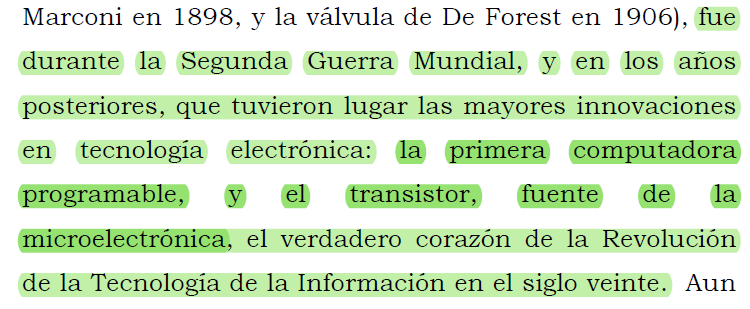 Marconi en 1898, y la válvula de De Forest en 1906), fue
durante la Segunda Guerra Mundial, y en los años
posteriores, que tuvieron lugar las mayores innovaciones
en tecnología electrónica: la primera computadora
programable, y el transistor, fuente de la
microelectrónica, el verdadero corazón de la Revolución
de la Tecnología de la Información en el siglo veinte. Aun